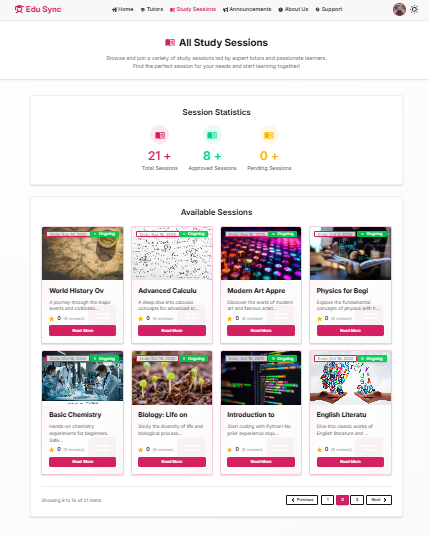 Edu Sync
Home Tutors Study Sessions Announcements About Us Support
All Study Sessions
Browse and join a variety of study sessions led by expert tutors and passionate learners.
Find the perfect session for your needs and start learning together!
Session Statistics
21 + 8 + 0 +
Total Sessions Approved Sessions Pending Sessions
Available Sessions
Ongoing
World History Ov
A journey through the major
events and civilizatio...
0 (0 reviews)
Read More
Ongoing
Advanced Calculu
A deep dive into calculus
concepts for advanced st...
0 (0 reviews)
Read More
Ongoing
Modern Art Appre
Discover the world of modern
art and famous artist...
0 (0 reviews)
Read More
Ongoing
Physics for Begi
Explore the fundamental
concepts of physics with h...
0 (0 reviews)
Read More
Ongoing
Basic Chemistry
Hands-on chemistry
experiments for beginners.
Safe...
0 (0 reviews)
Read More
Ongoing
Biology: Life on
Study the diversity of life and
biological process...
0 (0 reviews)
Read More
Ongoing
Introduction to
Start coding with Python! No
prior experience requ...
0 (0 reviews)
Read More
Ongoing
English Literatu
Dive into classic works of
English literature and ...
0 (0 reviews)
Read More
Showing 9 to 16 of 21 items
Previous 1 2 3 Next